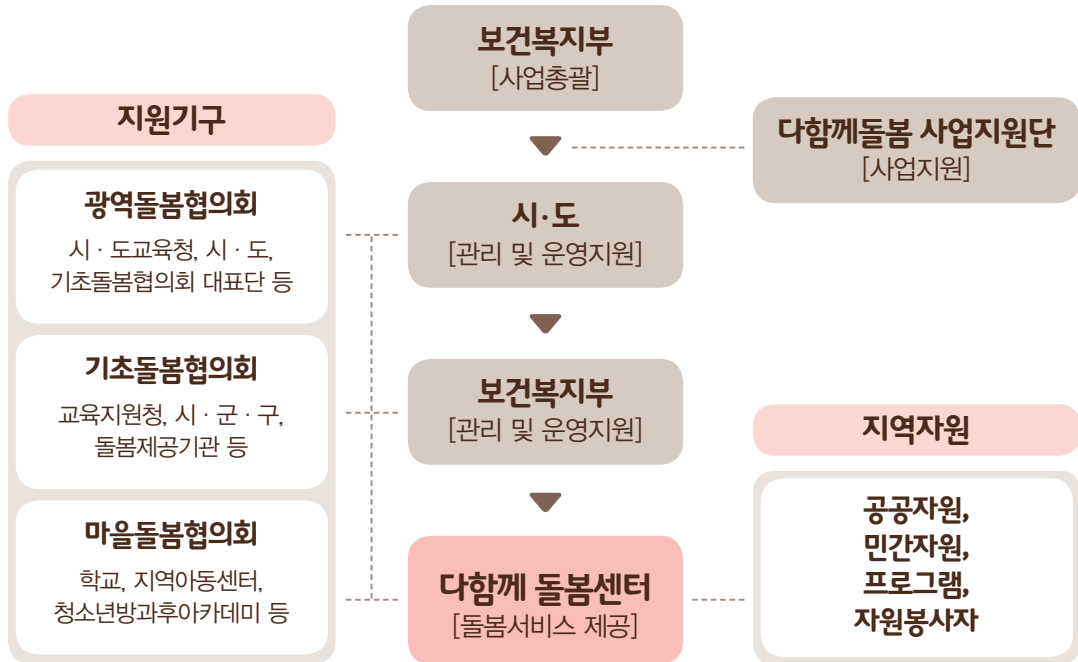 보건복지부
[사업총괄]
지원기구
다함께돌봄 사업지원단
[사업지원]
광역돌봄협의회
시 · 도교육청, 시 · 도,
기초돌봄협의회 대표단 등
시·도
[관리 및 운영지원]
기초돌봄협의회
교육지원청, 시 · 군 · 구,
돌봄제공기관 등
보건복지부
[관리 및 운영지원]
지역자원
공공자원,
민간자원,
프로그램,
자원봉사자
마을돌봄협의회
학교, 지역아동센터,
청소년방과후아카데미 등
다함께 돌봄센터
[돌봄서비스 제공]